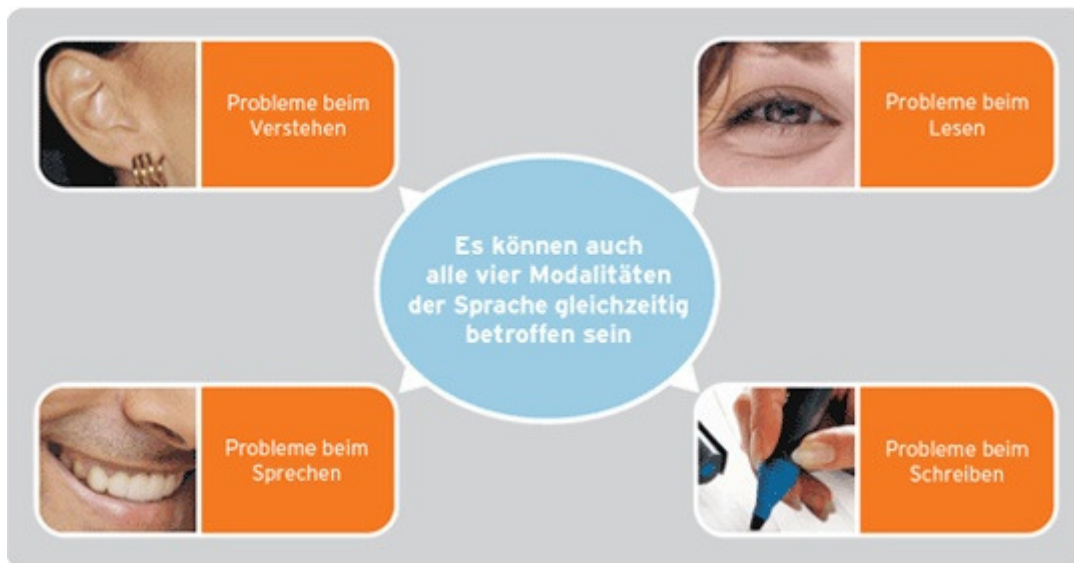 Probleme beim
Verstehen
Probleme beim
Lesen
Es können auch
alle vier Modalitäten
der Sprache gleichzeitig
betroffen sein
Probleme beim
Sprechen
Probleme beim
Schreiben